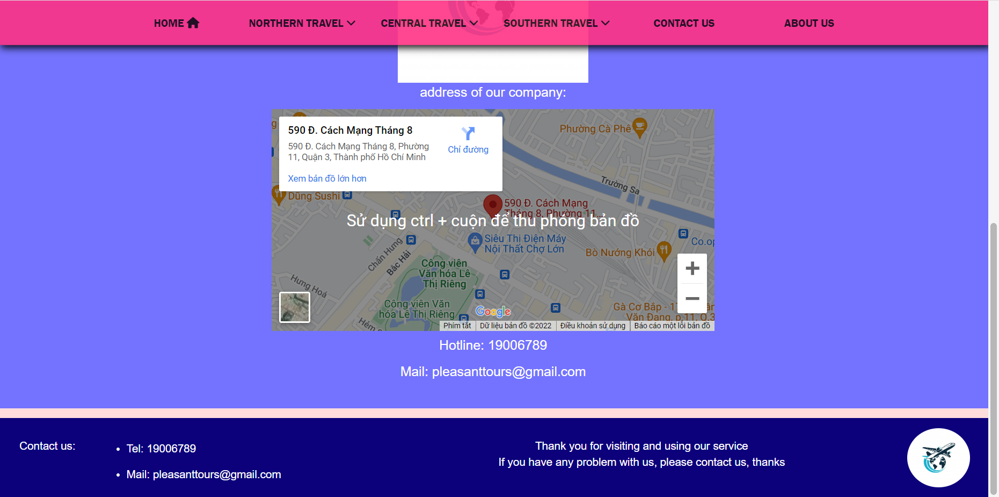 HOME
NORTHERN TRAVEL
CENTRAL TRAVEL
SOUTHERN TRAVEL
CONTACT US
ABOUT US
address of our company:
590 Đ. Cách Mạng Tháng 8
590 Đ. Cách Mạng Tháng 8, Phường
11, Quận 3, Thành phố Hồ Chí Minh
Chỉ đường
Xem bản đồ lớn hơn
Phường Cà Phê
Trường Sa
Dũng Sushi
590 Đ. Cách Mạng
Tháng 8, Phường 11...
Sử dụng ctrl + cuộn để thu phóng bản đồ
Siêu Thị Điện Máy
Nội Thất Chợ Lớn
Co.op
Bò Nướng Khói
Chấn Hưng
Bắc Hải
Công viên
Văn hóa Lê
Thị Riêng
Hưng Hoá
Công viên Văn
hóa Lê Thị Riêng
Google
Gà Cơ Bắp - 1
Văn Đang, p.11, Q.3
Hẻm
Phím tắt
Dữ liệu bản đồ ©2022
Điều khoản sử dụng
Báo cáo một lỗi bản đồ
Hotline: 19006789
Mail: pleasanttours@gmail.com
Contact us:
• Tel: 19006789
• Mail: pleasanttours@gmail.com
Thank you for visiting and using our service
If you have any problem with us, please contact us, thanks